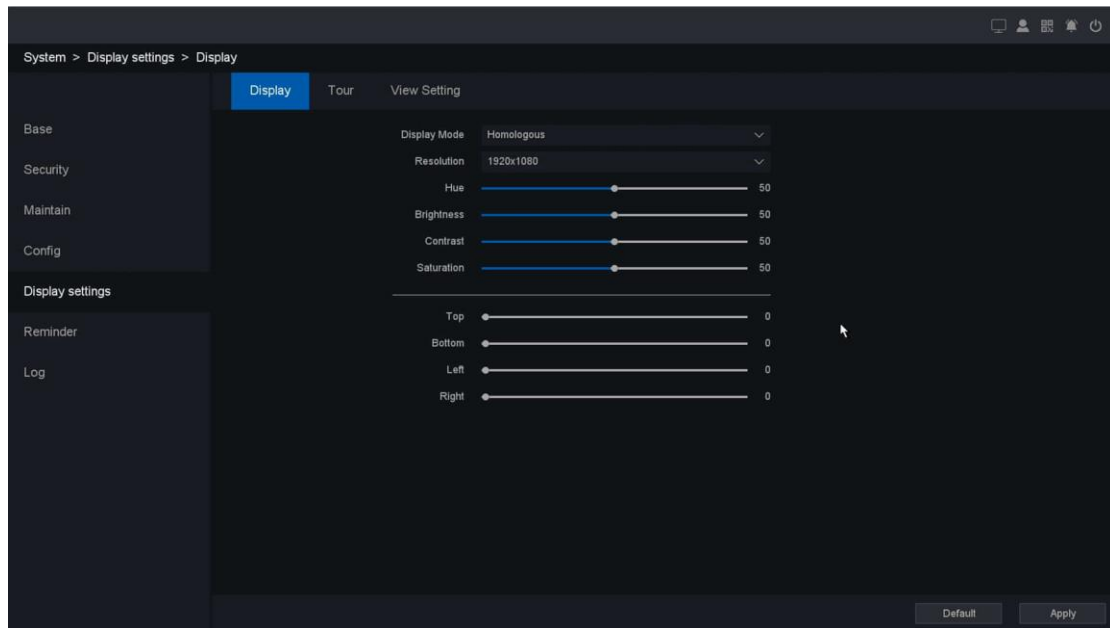 System > Display settings > Display
Display Tour View Setting
Base
Security
Maintain
Config
Display settings
Reminder
Log
Display Mode Homologous
Resolution 1920x1080
Hue 50
Brightness 50
Contrast 50
Saturation 50
Top 0
Bottom 0
Left 0
Right 0
Default Apply